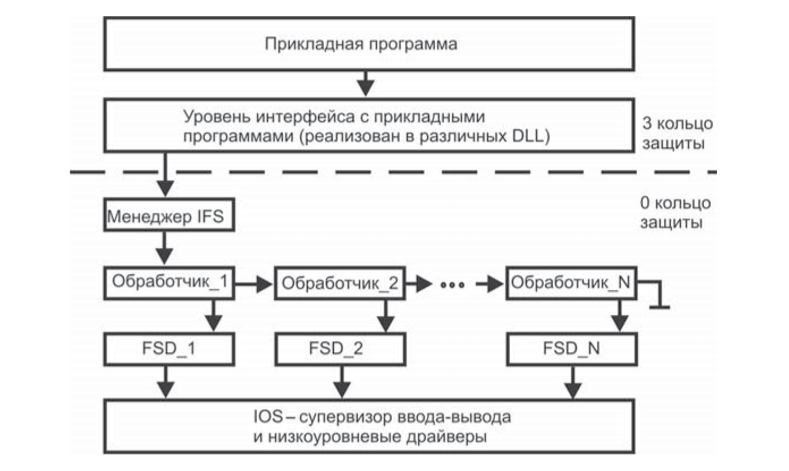 Прикладная программа
Уровень интерфейса с прикладными
программами (реализован в различных DLL)
3 кольцо
защиты
0 кольцо
защиты
Менеджер IFS
Обработчик_1
Обработчик_2
...
Обработчик_N
FSD_1
FSD_2
FSD_N
IOS – супервизор ввода-вывода
и низкоуровневые драйверы